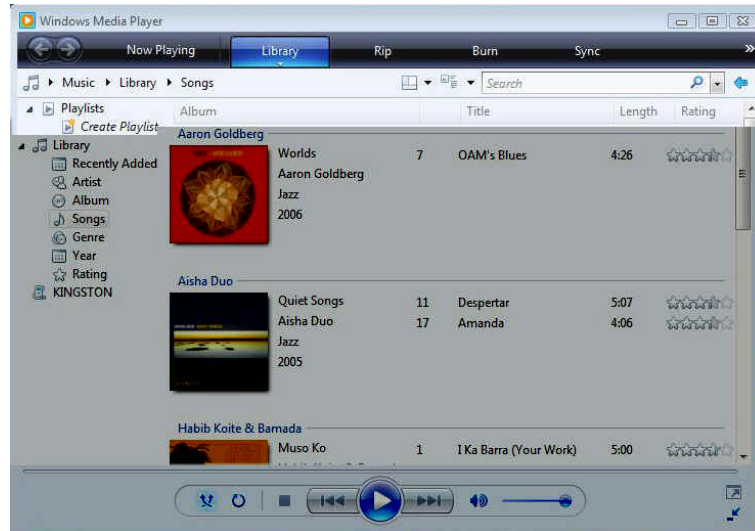 Windows Media Player
Now Playing Library Rip Burn Sync »
Music Library Songs Search
Playlists
Create Playlist
Library
Recently Added
Artist
Album
Songs
Genre
Year
Rating
KINGSTON
Album Title Length Rating
Aaron Goldberg
Worlds 7 OAM's Blues 4:26
Aaron Goldberg
Jazz
2006
Aisha Duo
Quiet Songs 11 Despertar 5:07
Aisha Duo 17 Amanda 4:06
Jazz
2005
Habib Koite & Bamada
Muso Ko 1 I Ka Barra (Your Work) 5:00